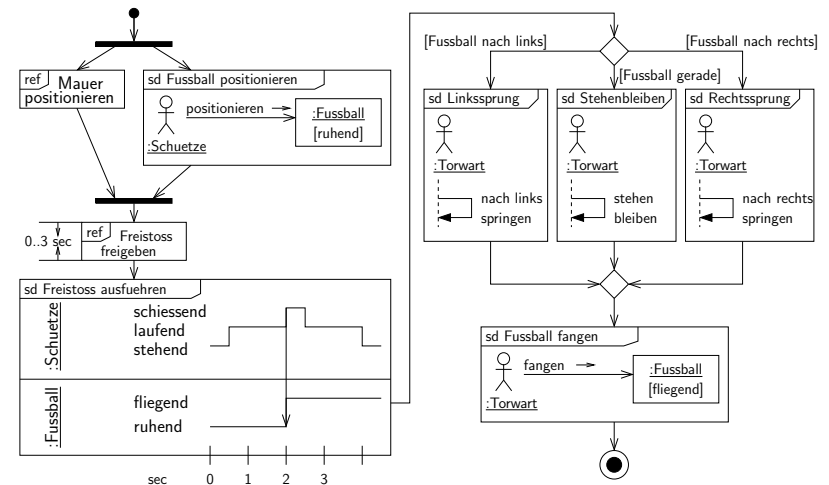 ref
Mauer
positionieren
sd Fussball positionieren
positionieren
:Fussball
[ruhend]
:Schuetze
0..3 sec
ref
Freistoss
freigeben
sd Freistoss ausfuehren
:Schuetze
schiessend
laufend
stehend
:Fussball
fliegend
ruhend
sec 0 1 2 3
[Fussball nach links]
[Fussball nach rechts]
[Fussball gerade]
sd Linkssprung
:Torwart
nach links
springen
sd Stehenbleiben
:Torwart
stehen
bleiben
sd Rechtssprung
:Torwart
nach rechts
springen
sd Fussball fangen
fangen
:Fussball
[fliegend]
:Torwart